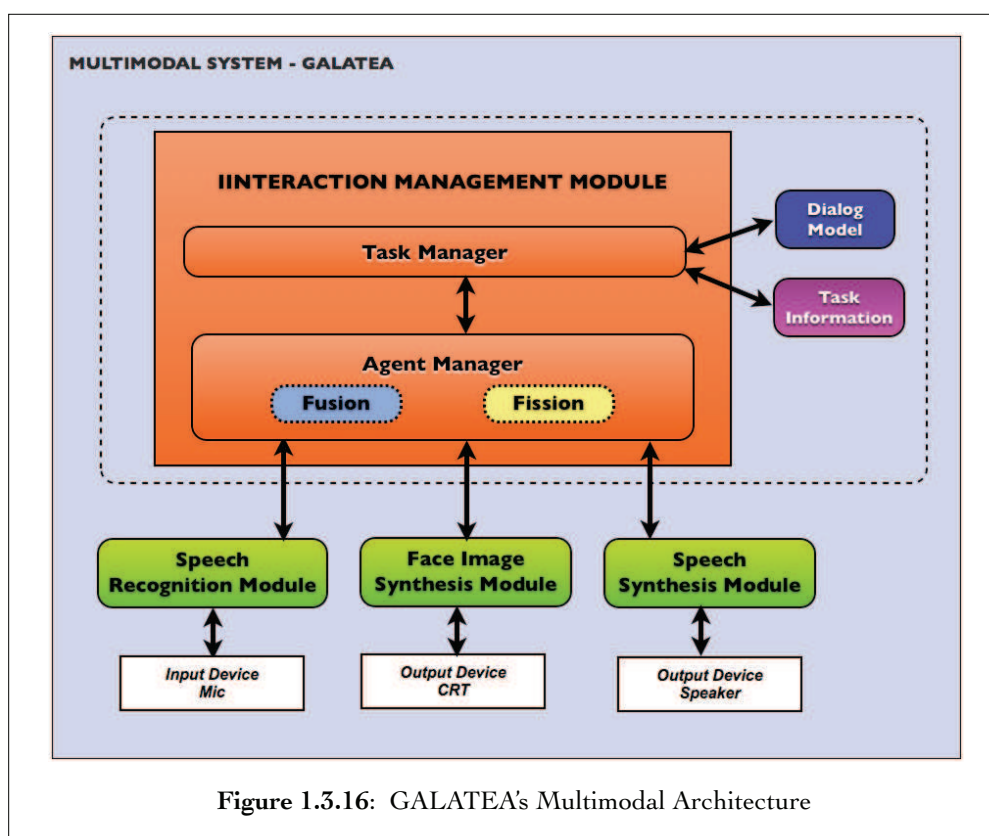 MULTIMODAL SYSTEM - GALATEA
IINTERACTION MANAGEMENT MODULE
Task Manager
Dialog
Model
Task
Information
Agent Manager
Fusion
Fission
Speech
Recognition Module
Face Image
Synthesis Module
Speech
Synthesis Module
Input Device
Mic
Output Device
CRT
Output Device
Speaker
Figure 1.3.16: GALATEA's Multimodal Architecture